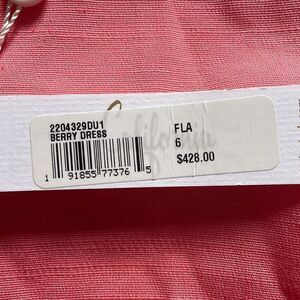 2204329DU1 FLA
BERRY DRESS 6
$428.00
1 91855 77376 5